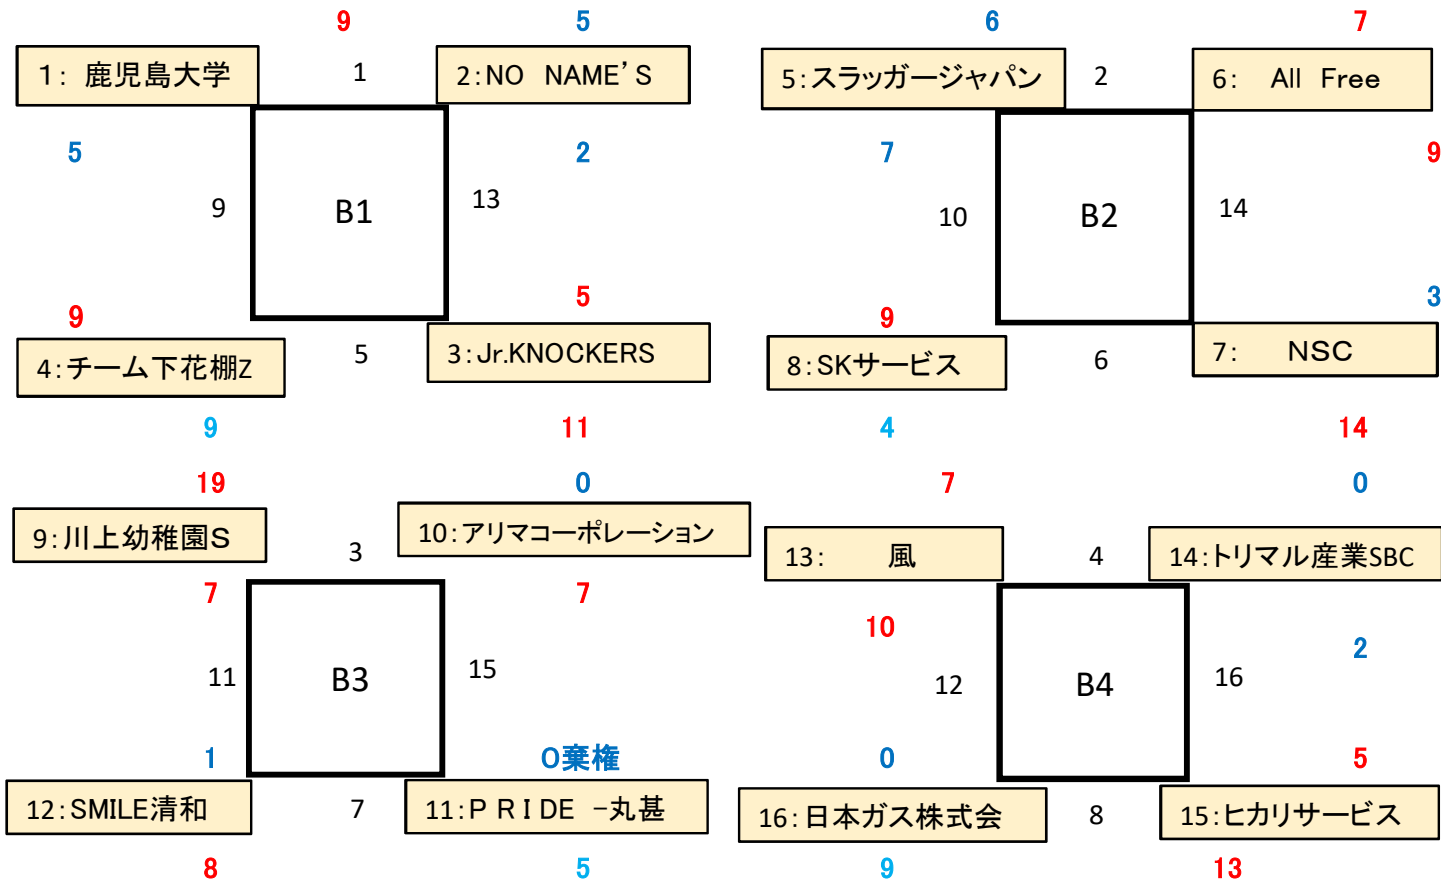 9 5
1: 鹿児島大学 1 2:NO NAME'S
5 2
9 B1 13
9 5
4:チーム下花棚Z 5 3:Jr.KNOCKERS
9 11
6 7
5:スラッガージャパン 2 6: All Free
7 9
10 B2 14
9 3
8:SKサービス 6 7: NSC
4 14
19 0
9:川上幼稚園S 3 10:アリマコーポレーション
7 7
11 B3 15
1 0棄権
12:SMILE清和 7 11:PRIDE -丸甚
8 5
7 0
13: 風 4 14:トリマル産業SBC
10 2
12 B4 16
0 5
16:日本ガス株式会 8 15:ヒカリサービス
9 13